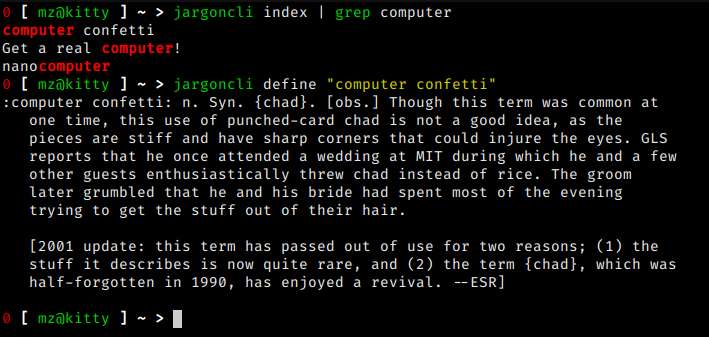 0 [ mz@kitty ] ~ > jargoncli index | grep computer
computer confetti
Get a real computer!
nanocomputer
0 [ mz@kitty ] ~ > jargoncli define "computer confetti"
:computer confetti: n. Syn. {chad}. [obs.] Though this term was common at
one time, this use of punched-card chad is not a good idea, as the
pieces are stiff and have sharp corners that could injure the eyes. GLS
reports that he once attended a wedding at MIT during which he and a few
other guests enthusiastically threw chad instead of rice. The groom
later grumbled that he and his bride had spent most of the evening
trying to get the stuff out of their hair.
[2001 update: this term has passed out of use for two reasons; (1) the
stuff it describes is now quite rare, and (2) the term {chad}, which was
half-forgotten in 1990, has enjoyed a revival. --ESR]
0 [ mz@kitty ] ~ >